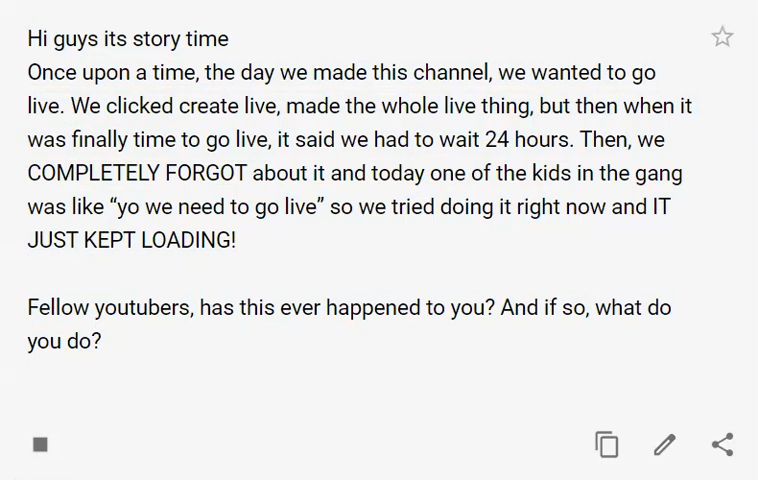 Hi guys its story time
Once upon a time, the day we made this channel, we wanted to go
live. We clicked create live, made the whole live thing, but then when it
was finally time to go live, it said we had to wait 24 hours. Then, we
COMPLETELY FORGOT about it and today one of the kids in the gang
was like “yo we need to go live” so we tried doing it right now and IT
JUST KEPT LOADING!
Fellow youtubers, has this ever happened to you? And if so, what do
you do?